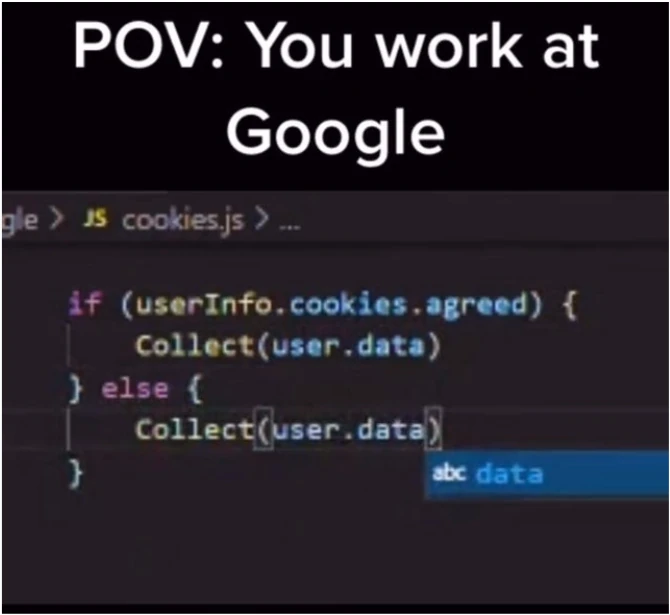 POV: You work at
Google
gle > JS cookies.js > ...
if (userInfo.cookies.agreed) {
Collect(user.data)
} else {
Collect(user.data)
}
abc data